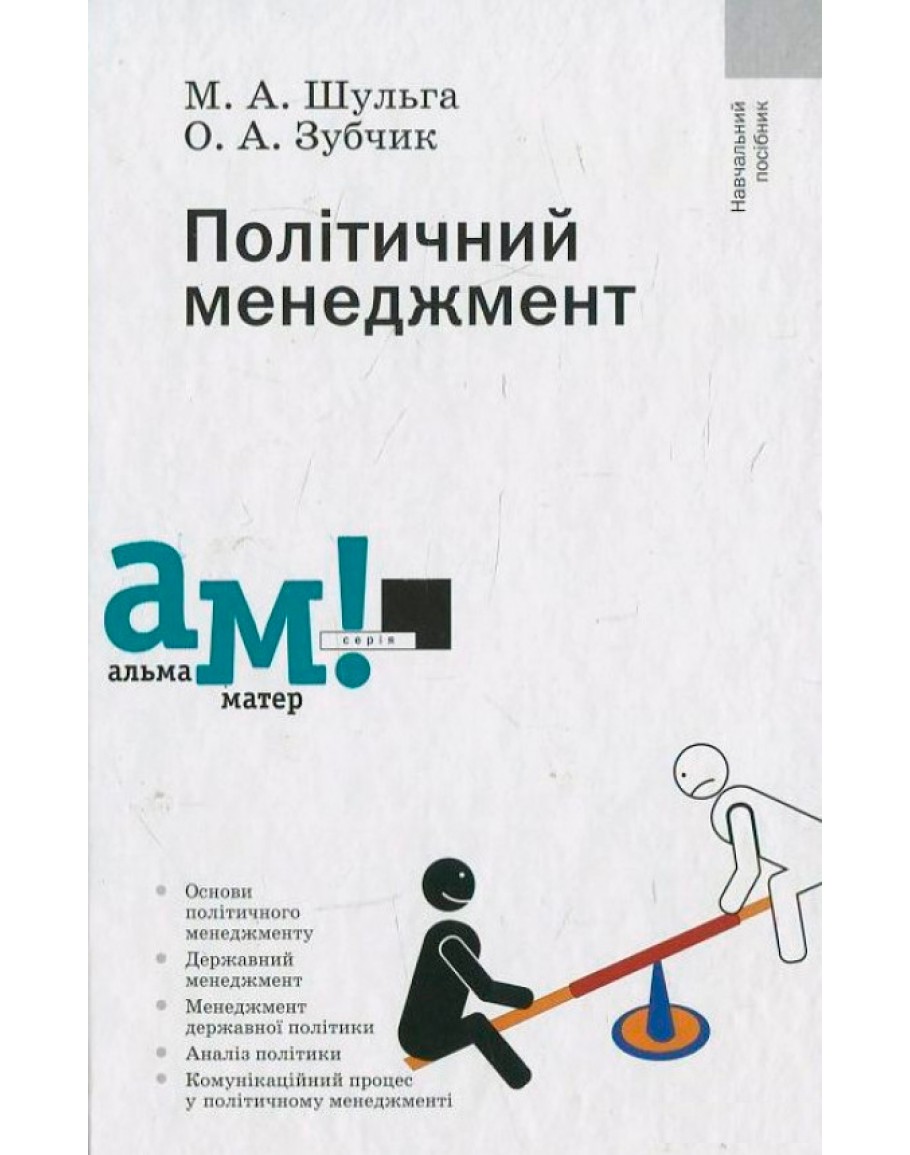 М. А. Шульга
О. А. Зубчик
Навчальний
посібник
Політичний
менеджмент
ам!
серія
альма
матер
Основи
політичного
менеджменту
Державний
менеджмент
Менеджмент
державної політики
Аналіз політики
Комунікаційний процес
у політичному менеджменті